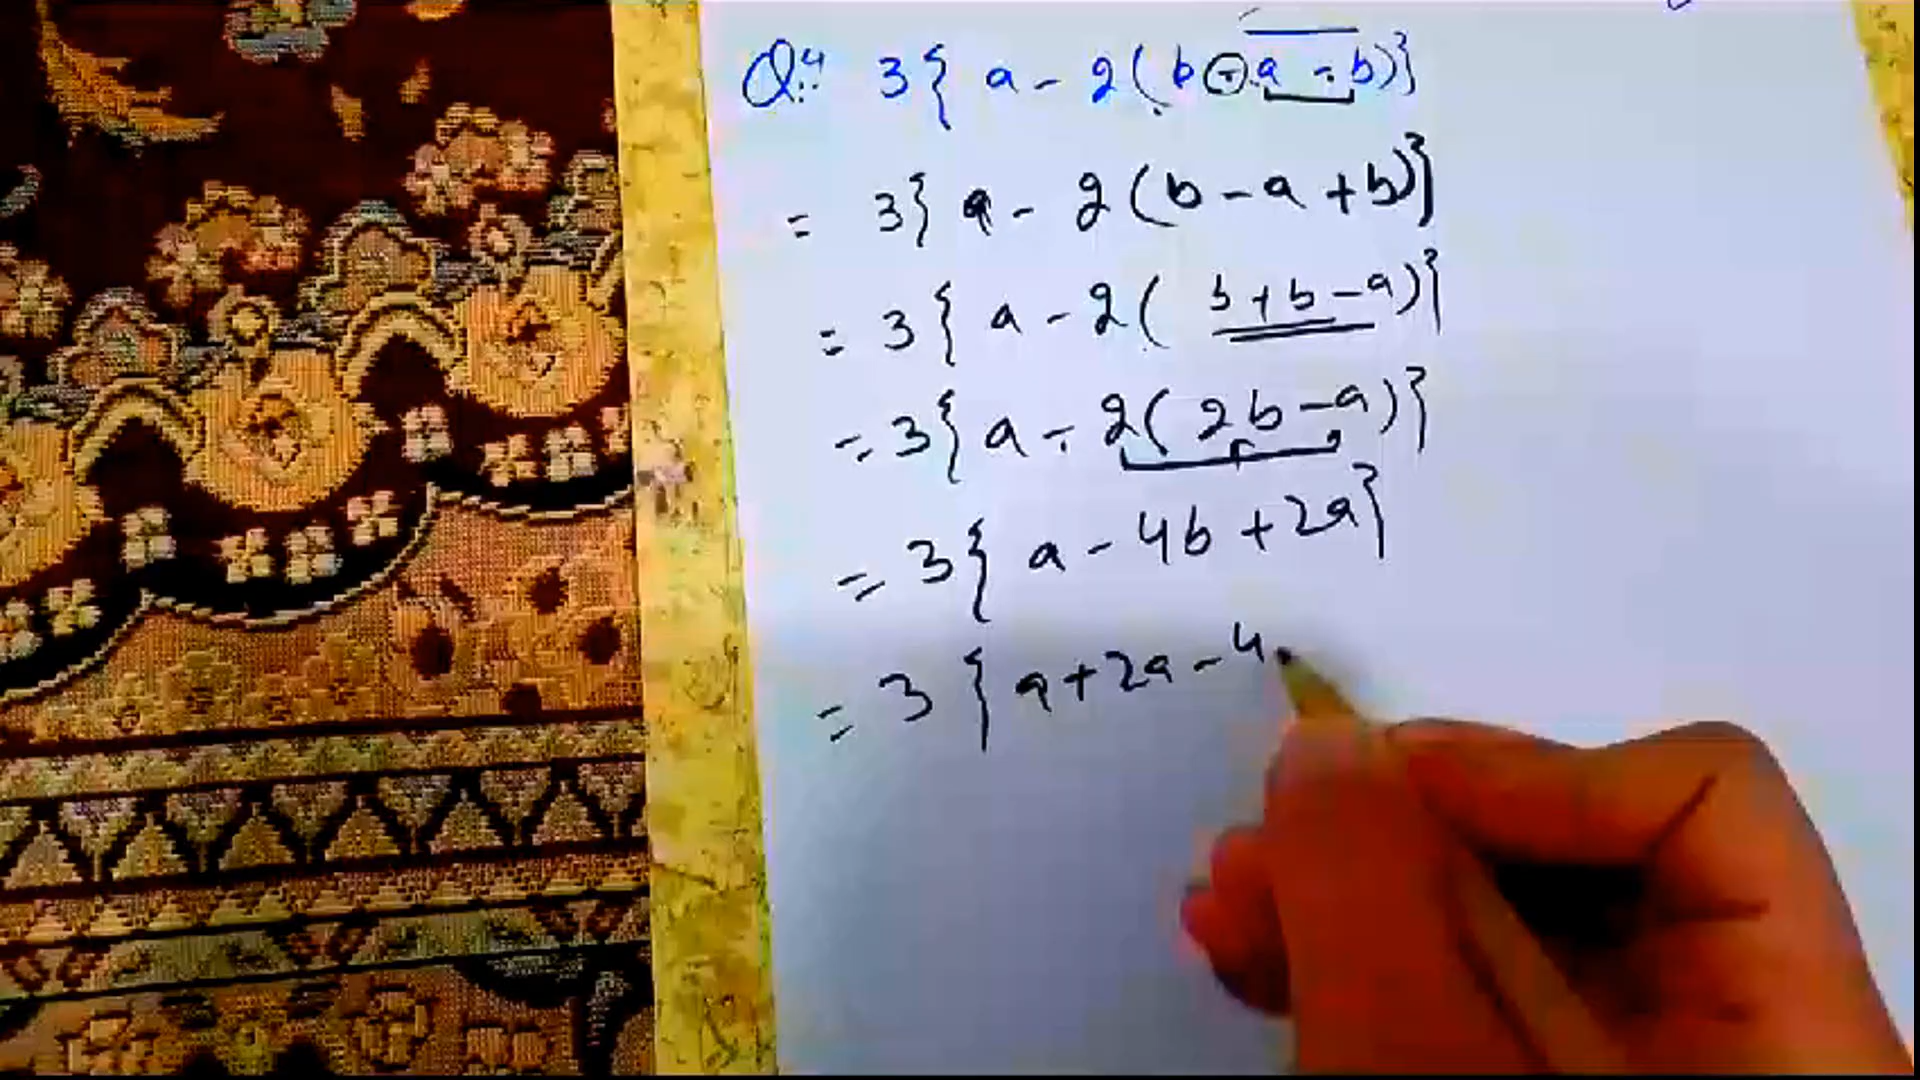 Q.4 3{ a - 2( b - a - b)}
= 3{ a - 2(b - a + b)}
= 3{ a - 2( b + b - a)}
= 3{ a - 2( 2b - a)}
= 3{ a - 4b + 2a}
= 3{ a + 2a - 4